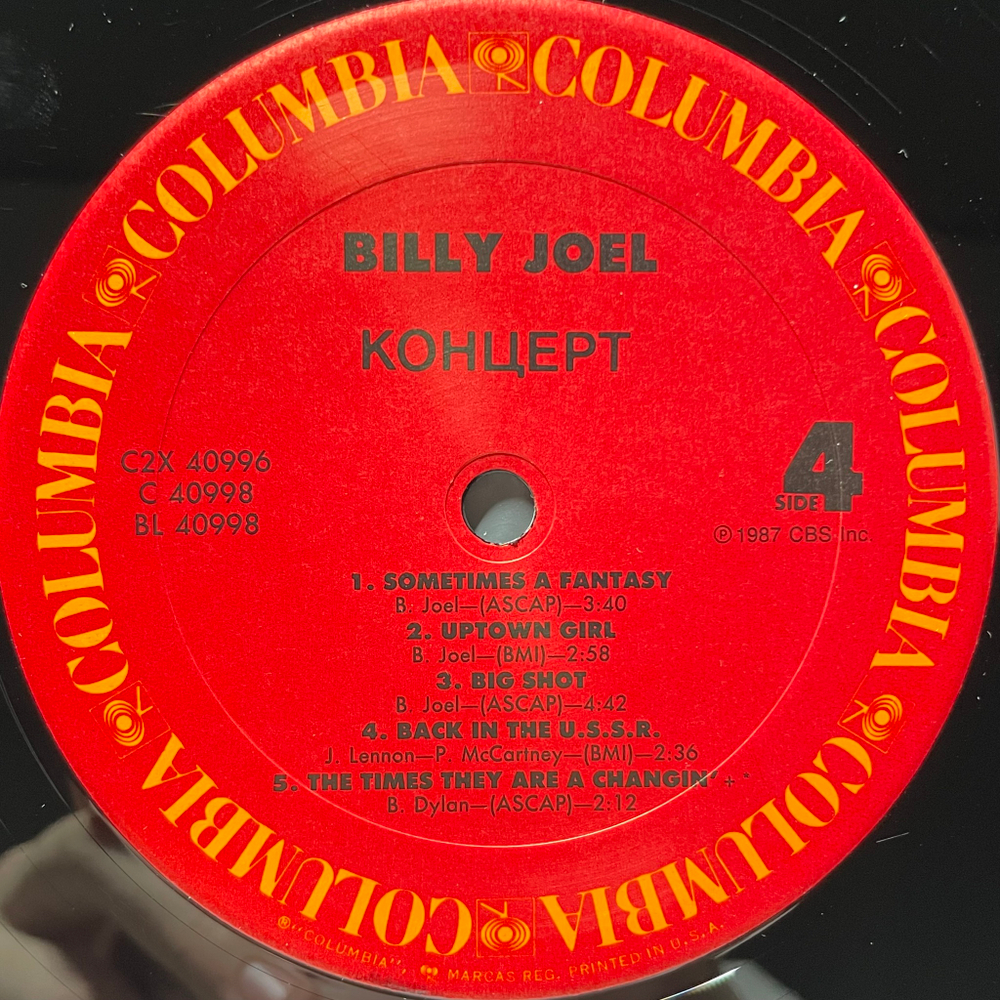 COLUMBIA COLUMBIA COLUMBIA COLUMBIA COLUMBIA COLUMBIA
BILLY JOEL
КОНЦЕРТ
C2X 40996
C 40998
BL 40998
SIDE 4
℗ 1987 CBS Inc.
1. SOMETIMES A FANTASY
B. Joel—(ASCAP)—3:40
2. UPTOWN GIRL
B. Joel—(BMI)—2:58
3. BIG SHOT
B. Joel—(ASCAP)—4:42
4. BACK IN THE U.S.S.R.
J. Lennon—P. McCartney—(BMI)—2:36
5. THE TIMES THEY ARE A CHANGIN' + *
B. Dylan—(ASCAP)—2:12
®"COLUMBIA", MARCAS REG. PRINTED IN U.S.A.